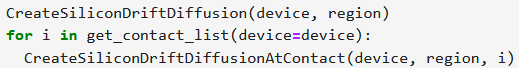 CreateSiliconDriftDiffusion(device, region)
for i in get_contact_list(device=device):
  CreateSiliconDriftDiffusionAtContact(device, region, i)